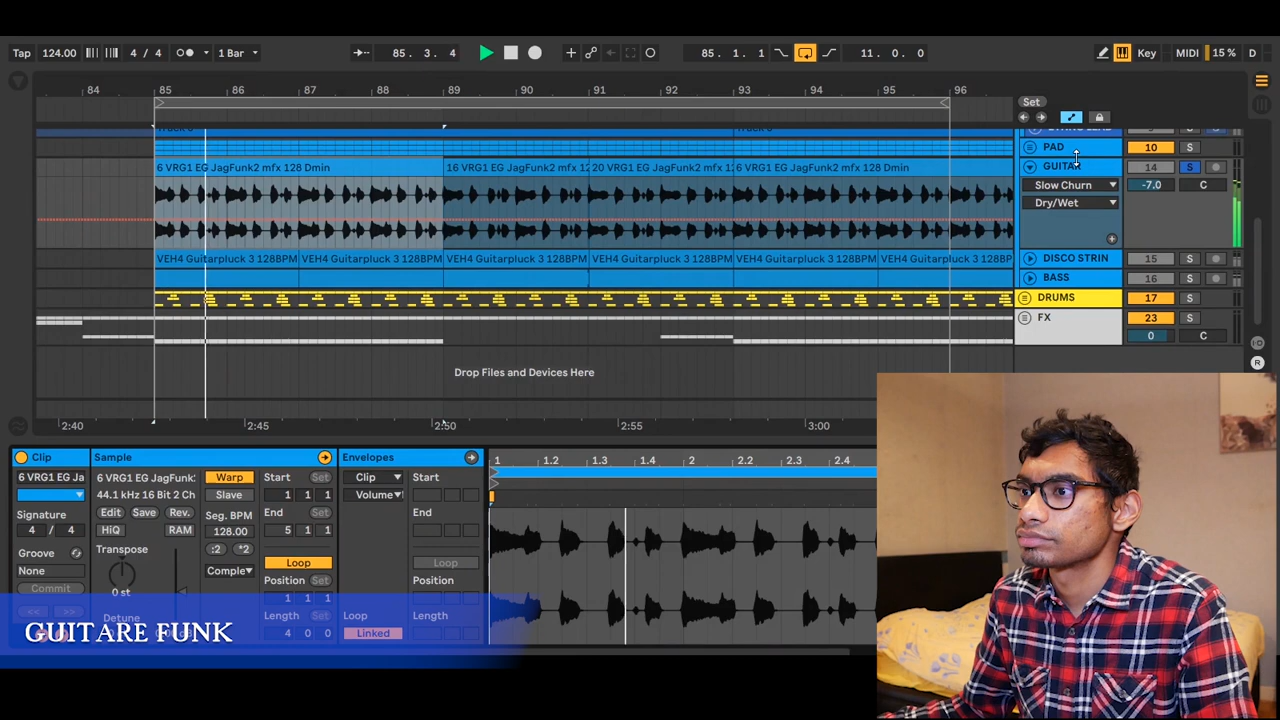 Tap 124.00 4 / 4 1 Bar 85. 3. 4 85. 1. 1 11. 0. 0 Key MIDI 15 % D
84 85 86 87 88 89 90 91 92 93 94 95 96
Set
PAD 10 S
6 VRG1 EG JagFunk2 mfx 128 Dmin 16 VRG1 EG JagFunk2 mfx 12 20 VRG1 EG JagFunk2 mfx 12 6 VRG1 EG JagFunk2 mfx 128 Dmin
GUITAR 14 S
Slow Churn -7.0 C
Dry/Wet
VEH4 Guitarpluck 3 128BPM VEH4 Guitarpluck 3 128BPM VEH4 Guitarpluck 3 128BPM VEH4 Guitarpluck 3 128BPM VEH4 Guitarpluck 3 128BPM VEH4 Guitarpluck 3 128BPM
DISCO STRIN 15 S
BASS 16 S
DRUMS 17 S
FX 23 S
0 C
R
Drop Files and Devices Here
2:40 2:45 2:50 2:55 3:00
Clip Sample Envelopes
6 VRG1 EG Ja 6 VRG1 EG JagFunk Warp Start Set Clip Start
44.1 kHz 16 Bit 2 Ch Slave 1 1 1 Volume
Signature Edit Save Rev. Seg. BPM End Set End
4 / 4 HiQ RAM 128.00 5 1 1
Groove Transpose :2 *2 Loop Loop
None Comple Position Set Position
Commit 0 st 1 1 1
<< >> Detune Length Set Loop Length
4 0 0 Linked
1 1.2 1.3 1.4 2 2.2 2.3 2.4
GUITARE FUNK